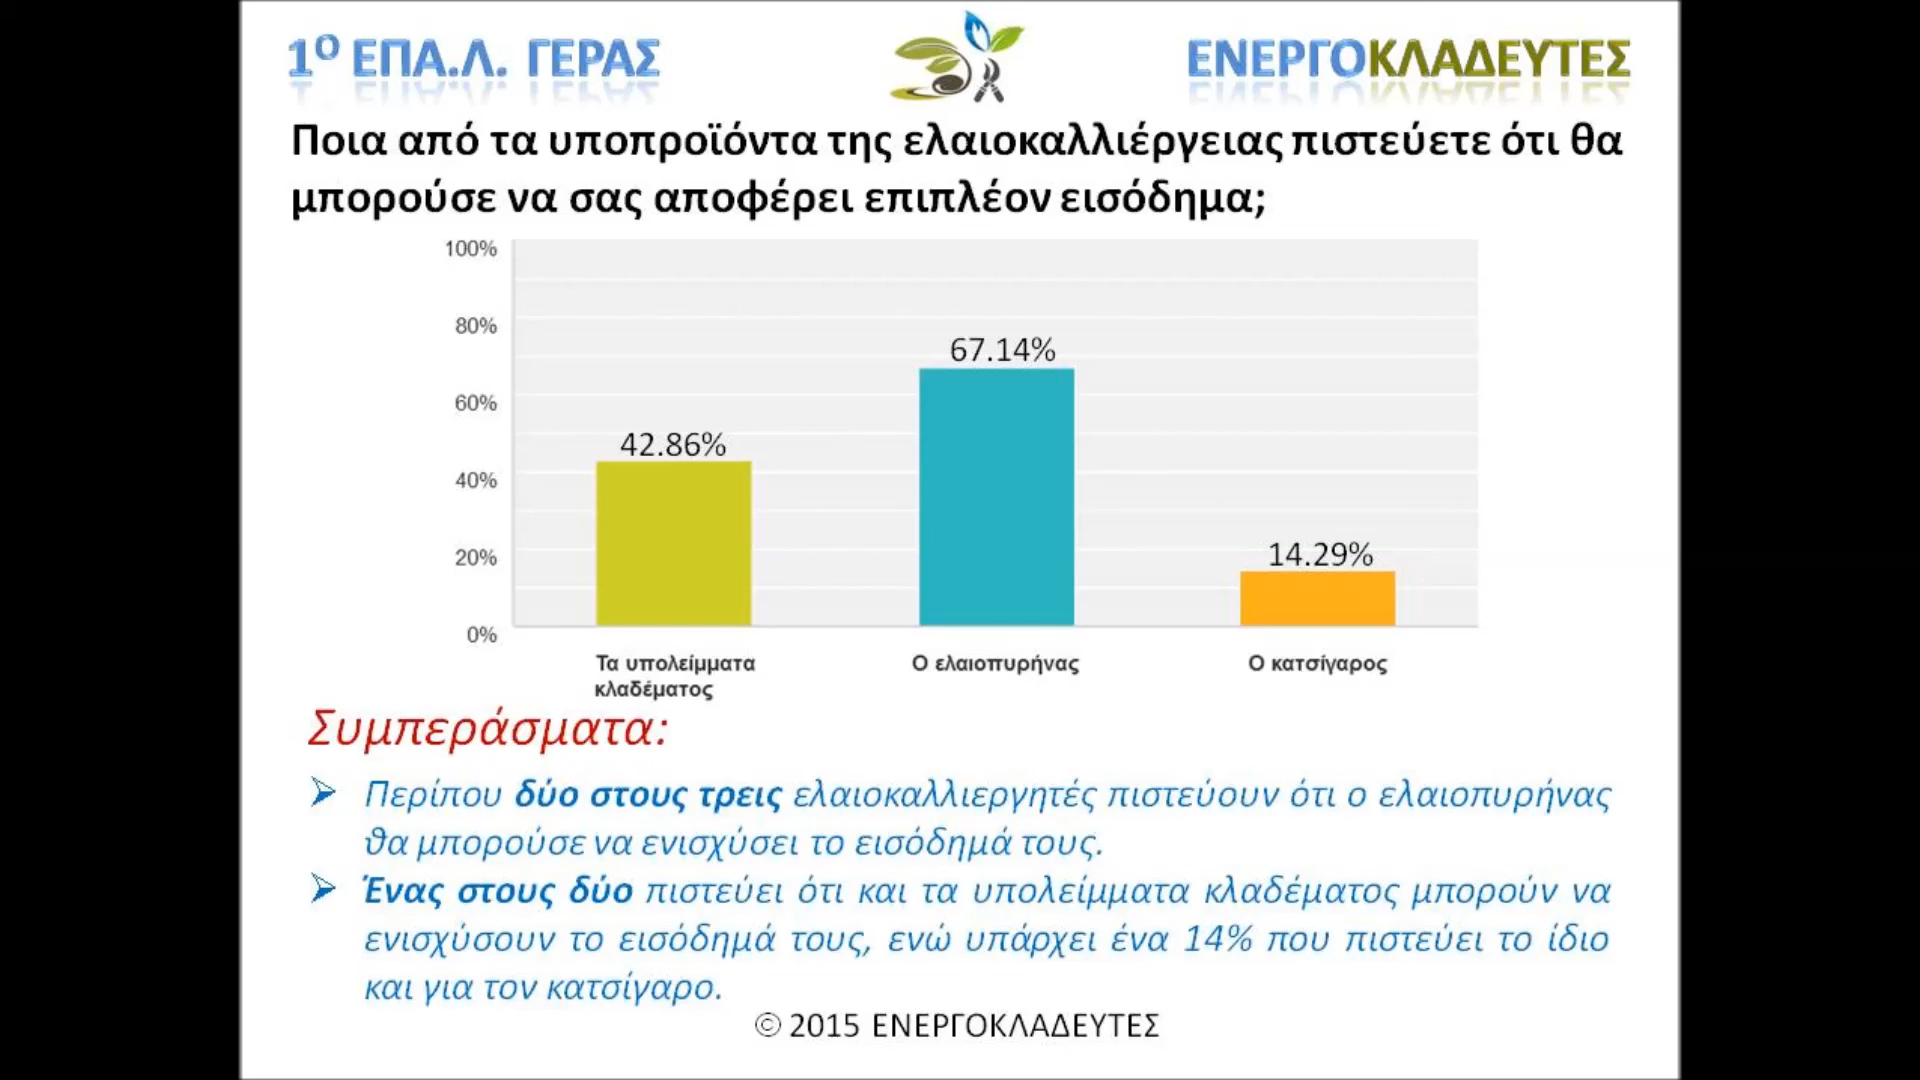 1Ο ΕΠΑ.Λ. ΓΕΡΑΣ
ΕΝΕΡΓΟΚΛΑΔΕΥΤΕΣ
Ποια από τα υποπροϊόντα της ελαιοκαλλιέργειας πιστεύετε ότι θα
μπορούσε να σας αποφέρει επιπλέον εισόδημα;
100%
80%
60%
40%
20%
0%
42.86%
67.14%
14.29%
Τα υπολείμματα
κλαδέματος
Ο ελαιοπυρήνας
Ο κατσίγαρος
Συμπεράσματα:
➢ Περίπου δύο στους τρεις ελαιοκαλλιεργητές πιστεύουν ότι ο ελαιοπυρήνας
θα μπορούσε να ενισχύσει το εισόδημά τους.
➢ Ένας στους δύο πιστεύει ότι και τα υπολείμματα κλαδέματος μπορούν να
ενισχύσουν το εισόδημά τους, ενώ υπάρχει ένα 14% που πιστεύει το ίδιο
και για τον κατσίγαρο.
© 2015 ΕΝΕΡΓΟΚΛΑΔΕΥΤΕΣ